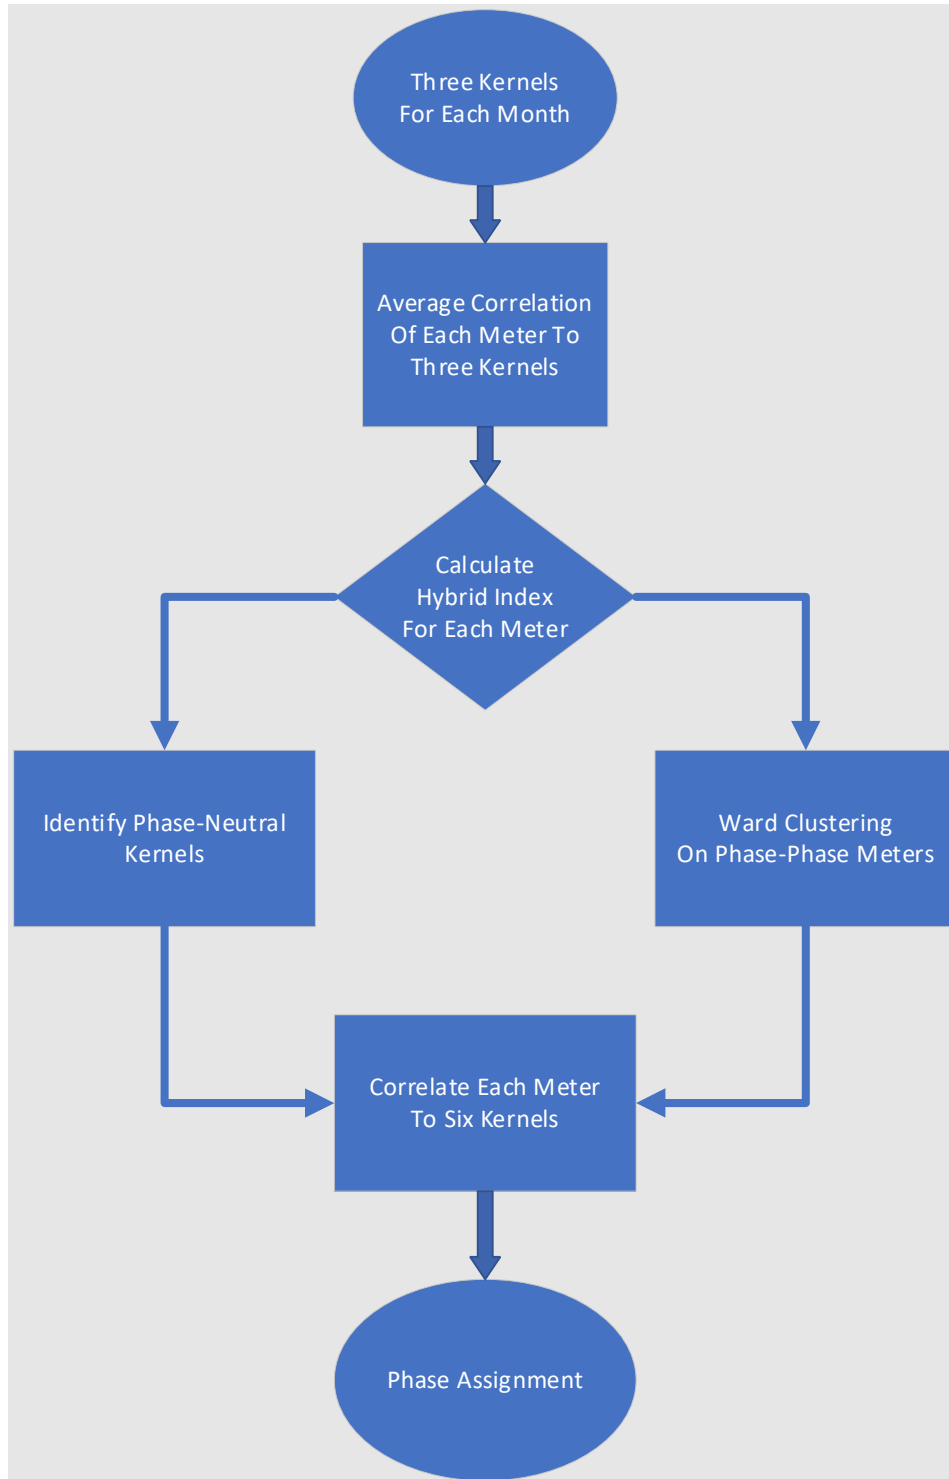 Three Kernels
For Each Month
Average Correlation
Of Each Meter To
Three Kernels
Calculate
Hybrid Index
For Each Meter
Identify Phase-Neutral
Kernels
Ward Clustering
On Phase-Phase Meters
Correlate Each Meter
To Six Kernels
Phase Assignment